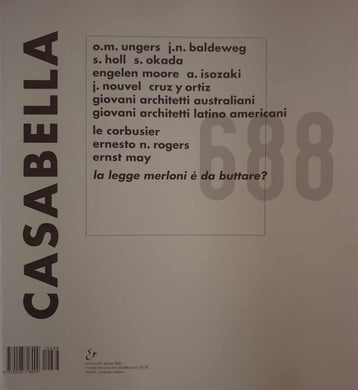 CASABELLA
o.m. ungers j.n. baldeweg
s. holl s. okada
engelen moore a. isozaki
j. nouvel cruz y ortiz
giovani architetti australiani
giovani architetti latino americani
688
le corbusier
ernesto n. rogers
ernst may
la legge merloni è da buttare?